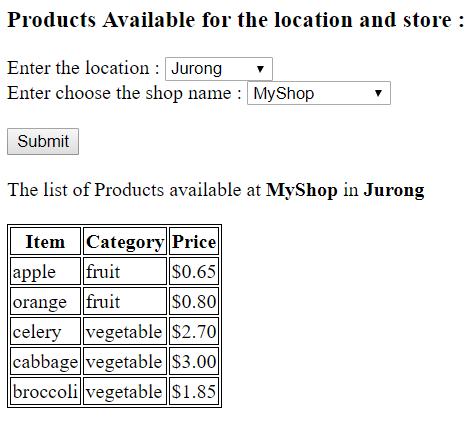 Products Available for the location and store :
Enter the location : Jurong
Enter choose the shop name : MyShop
Submit
The list of Products available at MyShop in Jurong
Item Category Price
apple fruit $0.65
orange fruit $0.80
celery vegetable $2.70
cabbage vegetable $3.00
broccoli vegetable $1.85